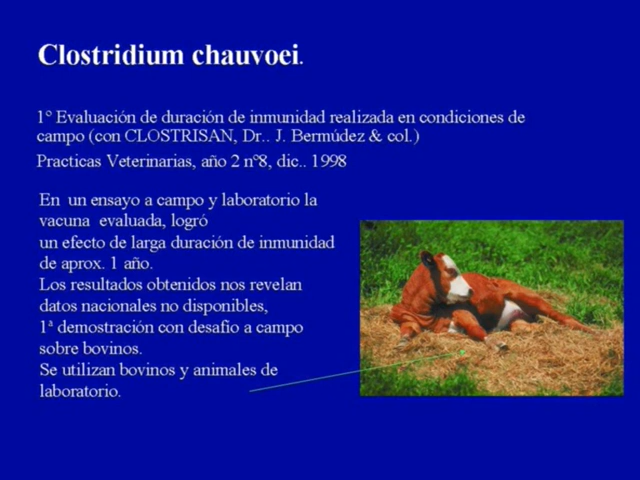 Clostridium chauvoei.
1° Evaluación de duración de inmunidad realizada en condiciones de
campo (con CLOSTRISAN, Dr.. J. Bermúdez & col.)
Practicas Veterinarias, año 2 n°8, dic.. 1998
En un ensayo a campo y laboratorio la
vacuna evaluada, logró
un efecto de larga duración de inmunidad
de aprox. 1 año.
Los resultados obtenidos nos revelan
datos nacionales no disponibles,
1ª demostración con desafío a campo
sobre bovinos.
Se utilizan bovinos y animales de
laboratorio.